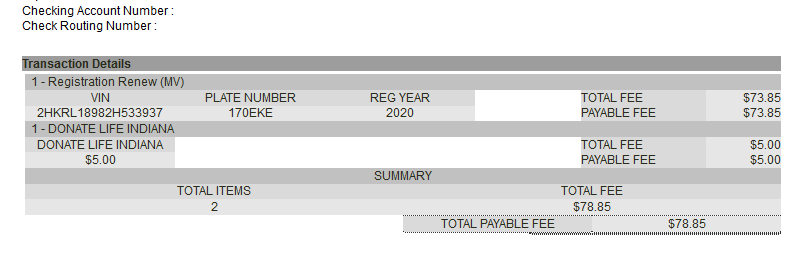 Checking Account Number :
Check Routing Number :
Transaction Details
1 - Registration Renew (MV)
VIN PLATE NUMBER REG YEAR TOTAL FEE $73.85
2HKRL18982H533937 170EKE 2020 PAYABLE FEE $73.85
1 - DONATE LIFE INDIANA
DONATE LIFE INDIANA TOTAL FEE $5.00
$5.00 PAYABLE FEE $5.00
SUMMARY
TOTAL ITEMS TOTAL FEE
2 $78.85
TOTAL PAYABLE FEE $78.85